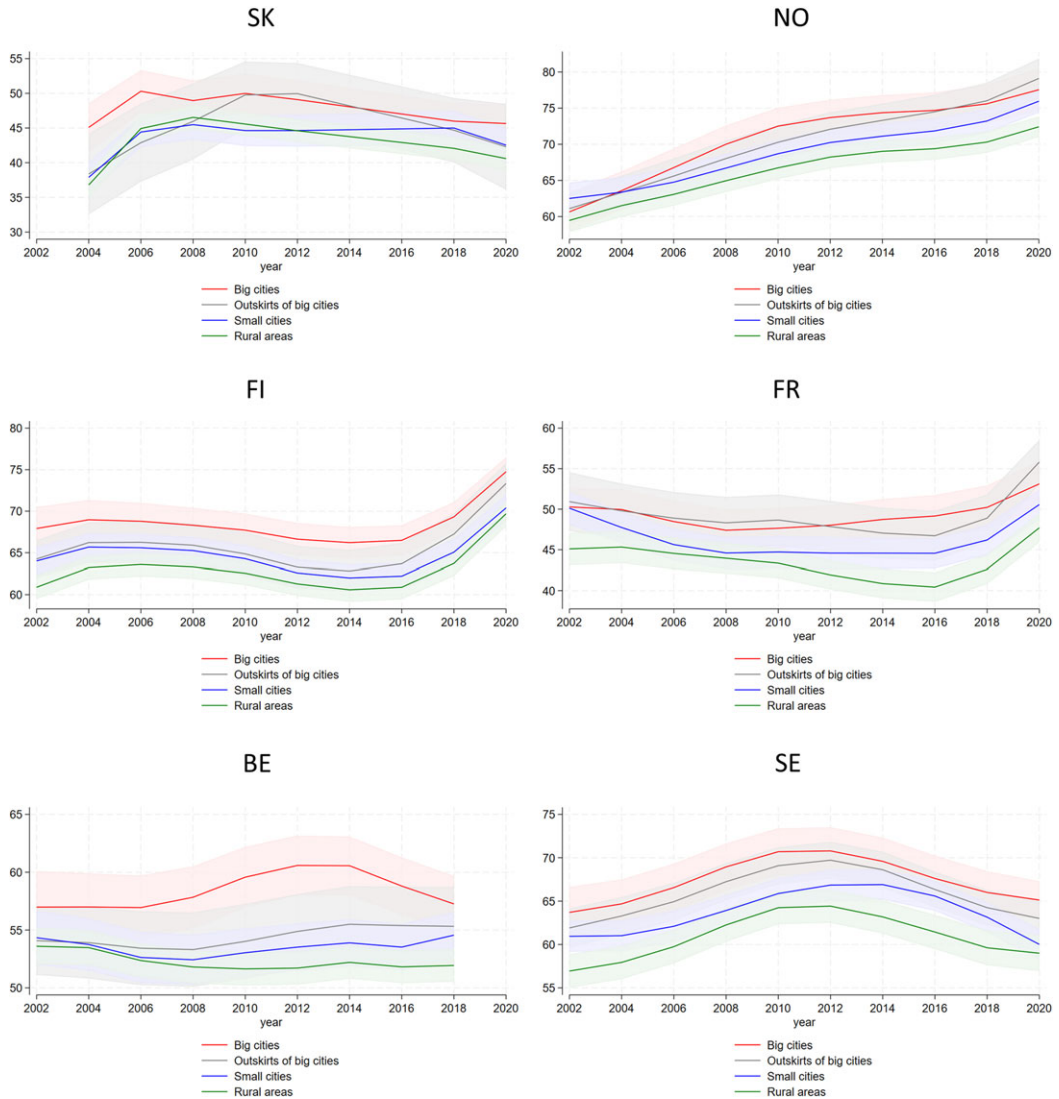 SK
55
50
45
40
35
30
2002 2004 2006 2008 2010 2012 2014 2016 2018 2020
year
Big cities
Outskirts of big cities
Small cities
Rural areas
NO
80
75
70
65
60
2002 2004 2006 2008 2010 2012 2014 2016 2018 2020
year
Big cities
Outskirts of big cities
Small cities
Rural areas
FI
80
75
70
65
60
2002 2004 2006 2008 2010 2012 2014 2016 2018 2020
year
Big cities
Outskirts of big cities
Small cities
Rural areas
FR
60
55
50
45
40
2002 2004 2006 2008 2010 2012 2014 2016 2018 2020
year
Big cities
Outskirts of big cities
Small cities
Rural areas
BE
65
60
55
50
2002 2004 2006 2008 2010 2012 2014 2016 2018 2020
year
Big cities
Outskirts of big cities
Small cities
Rural areas
SE
75
70
65
60
55
2002 2004 2006 2008 2010 2012 2014 2016 2018 2020
year
Big cities
Outskirts of big cities
Small cities
Rural areas